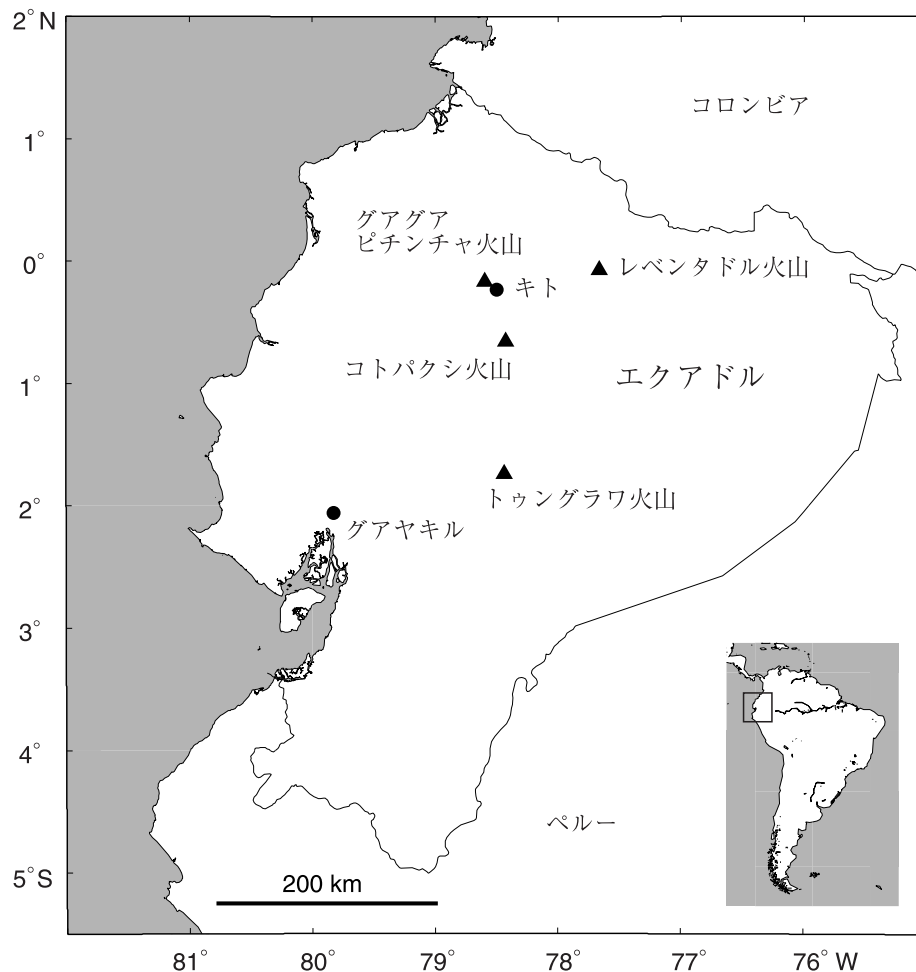 2° N
コロンビア
1°
グアグア
ピチンチャ火山
0°
レベンタドル火山
キト
コトパクシ火山
エクアドル
1°
トゥングラワ火山
2°
グアヤキル
3°
4°
ペルー
5°S
200 km
81° 80° 79° 78° 77° 76° W